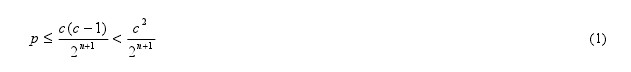 p ≤ c(c−1)/2^{n+1} < c^2/2^{n+1} (1)